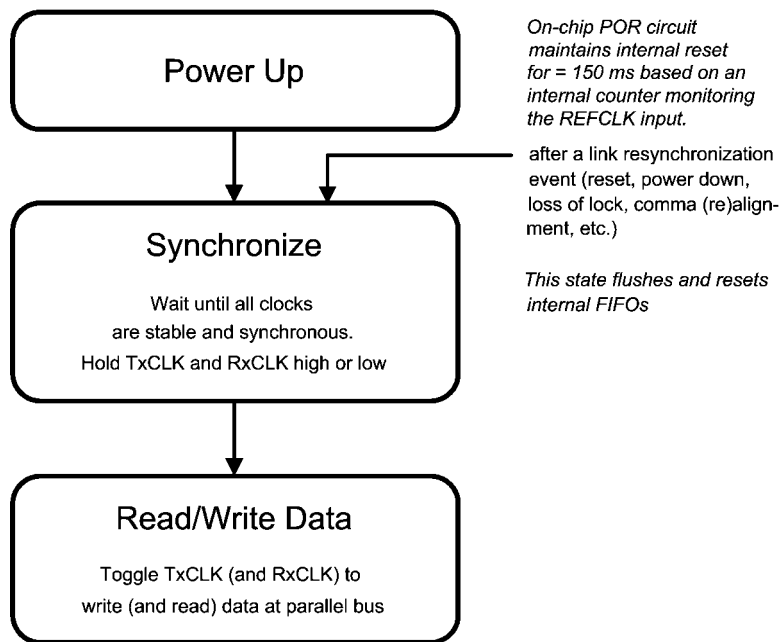 Power Up
On-chip POR circuit
maintains internal reset
for = 150 ms based on an
internal counter monitoring
the REFCLK input.
after a link resynchronization
event (reset, power down,
loss of lock, comma (re)align-
ment, etc.)
This state flushes and resets
internal FIFOs
Synchronize
Wait until all clocks
are stable and synchronous.
Hold TxCLK and RxCLK high or low
Read/Write Data
Toggle TxCLK (and RxCLK) to
write (and read) data at parallel bus